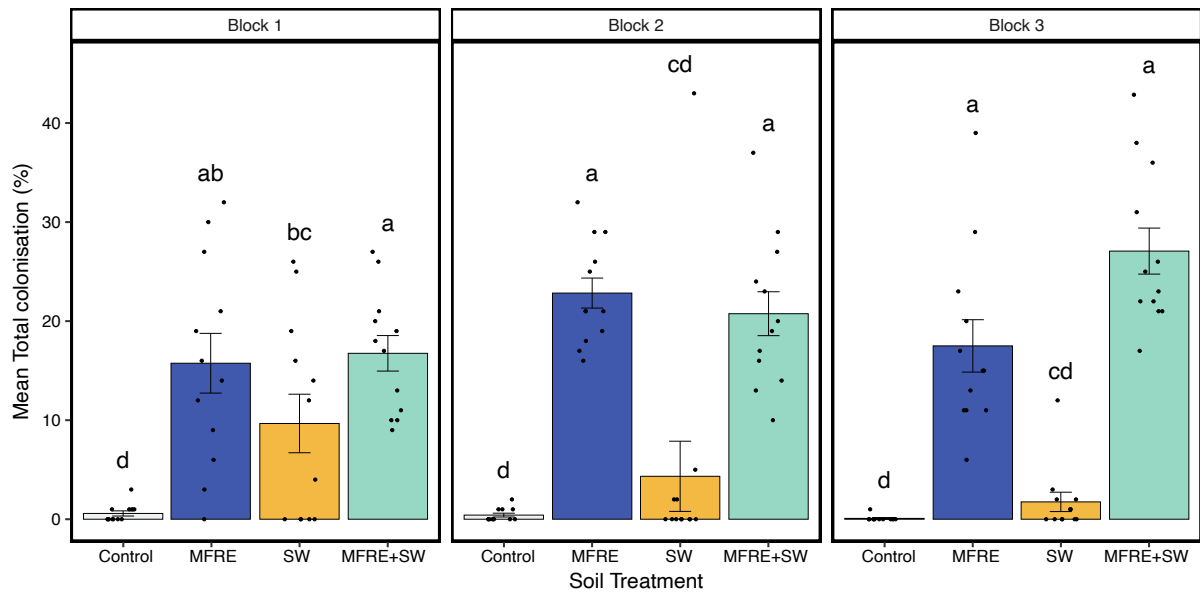 Block 1
Block 2
Block 3
Mean Total colonisation (%)
40
30
20
10
0
d
ab
bc
a
d
a
cd
a
d
a
cd
a
Control MFRE SW MFRE+SW
Control MFRE SW MFRE+SW
Control MFRE SW MFRE+SW
Soil Treatment